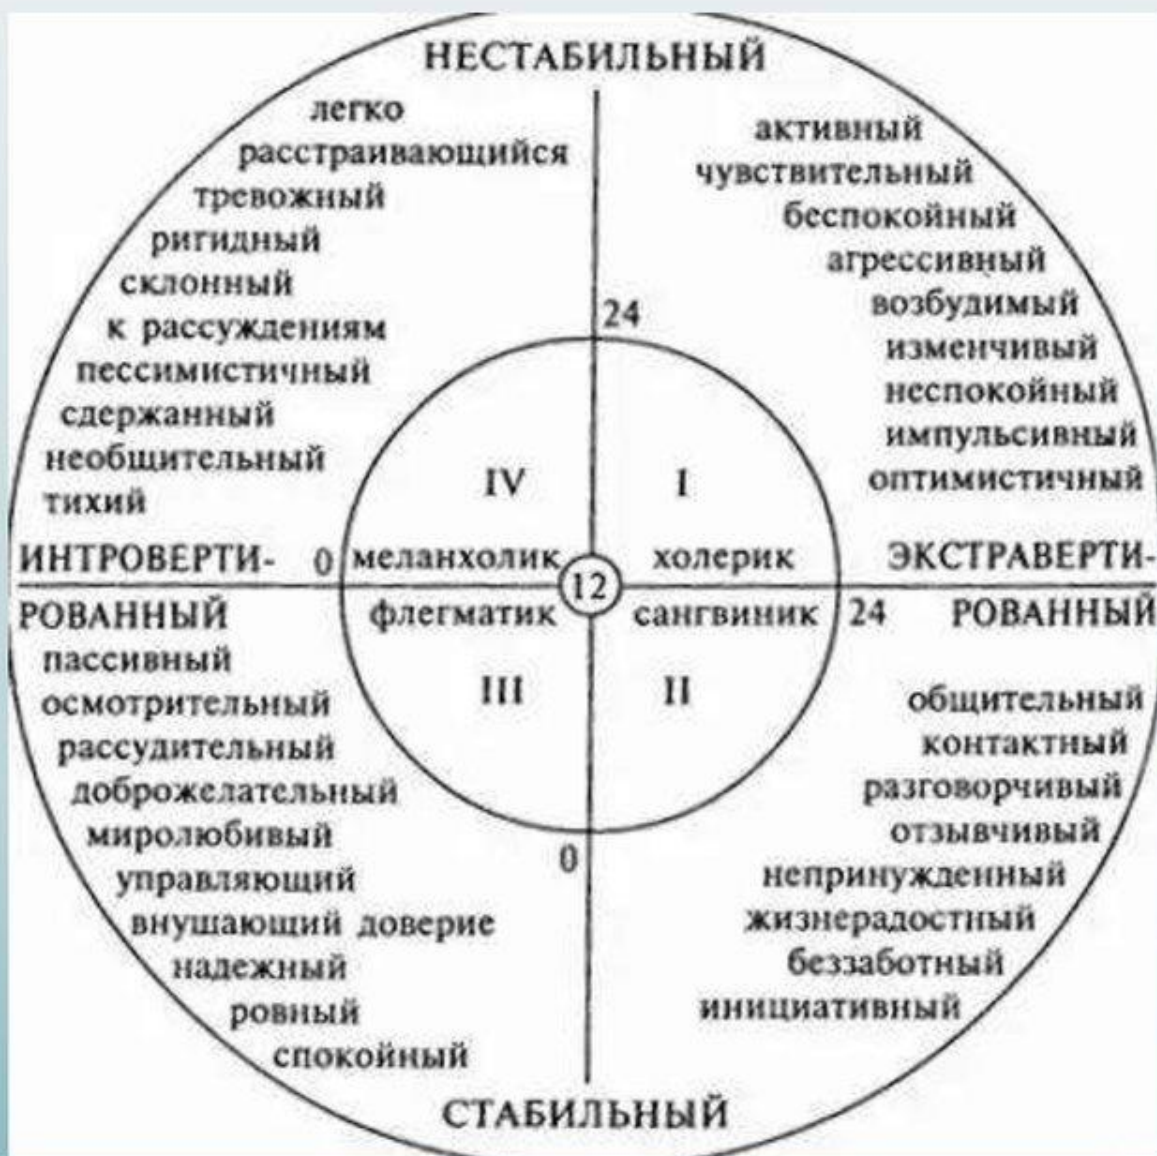 НЕСТАБИЛЬНЫЙ
легко
расстраивающийся
тревожный
ригидный
склонный
к рассуждениям
пессимистичный
сдержанный
необщительный
тихий
активный
чувствительный
беспокойный
агрессивный
возбудимый
изменчивый
неспокойный
импульсивный
оптимистичный
24
IV
I
ИНТРОВЕРТИ-
0
меланхолик
холерик
ЭКСТРАВЕРТИ-
12
РОВАННЫЙ
флегматик
сангвиник
24
РОВАННЫЙ
III
II
пассивный
осмотрительный
рассудительный
доброжелательный
миролюбивый
управляющий
внушающий доверие
надежный
ровный
спокойный
общительный
контактный
разговорчивый
отзывчивый
непринужденный
жизнерадостный
беззаботный
инициативный
0
СТАБИЛЬНЫЙ